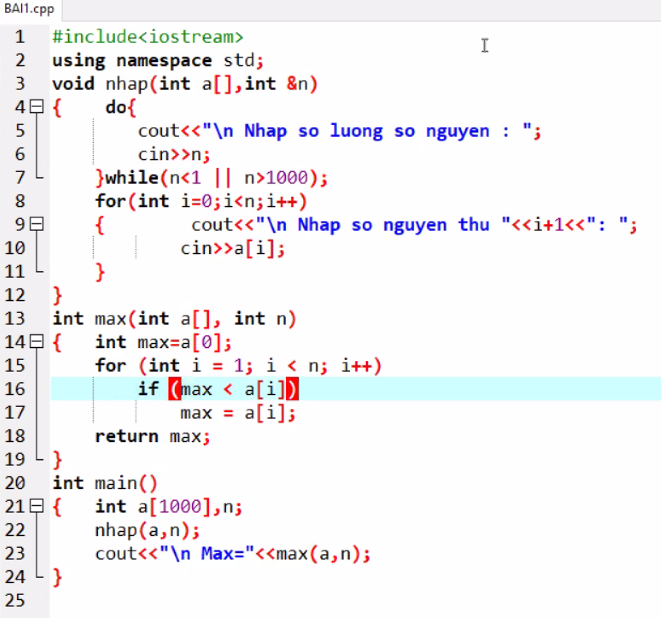 BAI1.cpp
1 #include<iostream>
2 using namespace std;
3 void nhap(int a[],int &n)
4 { do{
5 cout<<"\n Nhap so luong so nguyen : ";
6 cin>>n;
7 }while(n<1 || n>1000);
8 for(int i=0;i<n;i++)
9 { cout<<"\n Nhap so nguyen thu "<<i+1<<": ";
10 cin>>a[i];
11 }
12 }
13 int max(int a[], int n)
14 { int max=a[0];
15 for (int i = 1; i < n; i++)
16 if (max < a[i])
17 max = a[i];
18 return max;
19 }
20 int main()
21 { int a[1000],n;
22 nhap(a,n);
23 cout<<"\n Max="<<max(a,n);
24 }
25